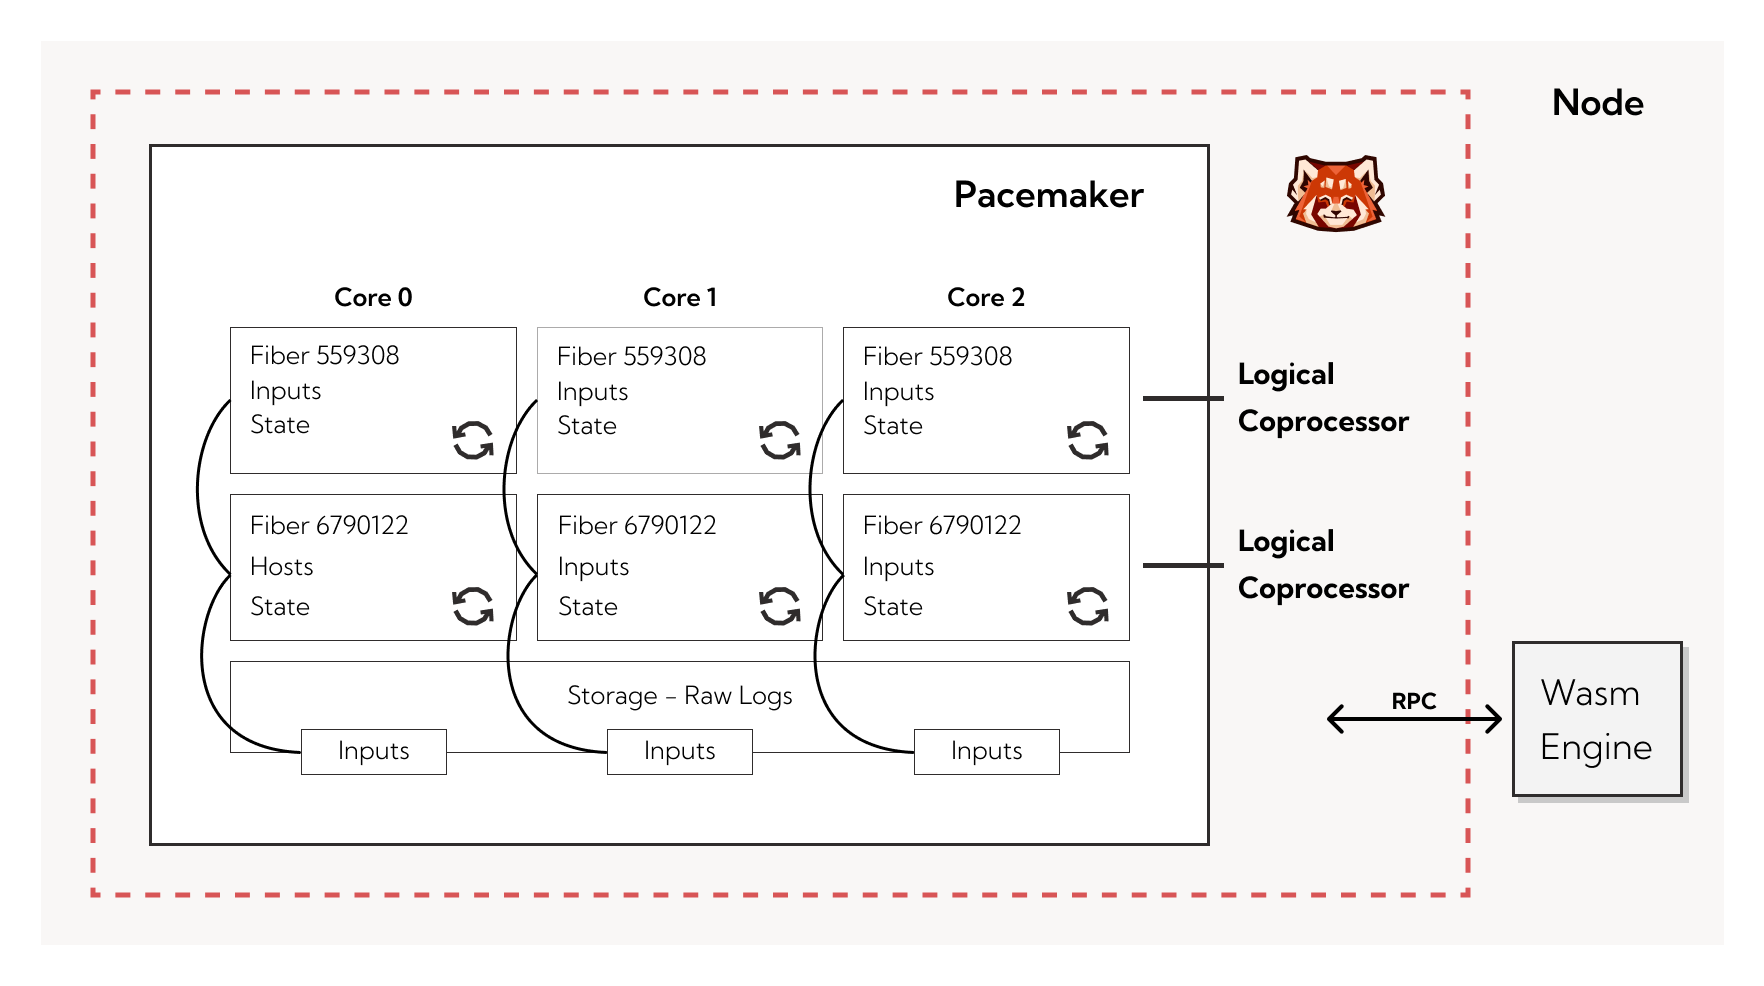 Node
Pacemaker
Core 0
Core 1
Core 2
Fiber 559308
Inputs
State
Fiber 559308
Inputs
State
Fiber 559308
Inputs
State
Logical
Coprocessor
Fiber 6790122
Hosts
State
Fiber 6790122
Inputs
State
Fiber 6790122
Inputs
State
Logical
Coprocessor
Storage – Raw Logs
Inputs
Inputs
Inputs
RPC
Wasm
Engine